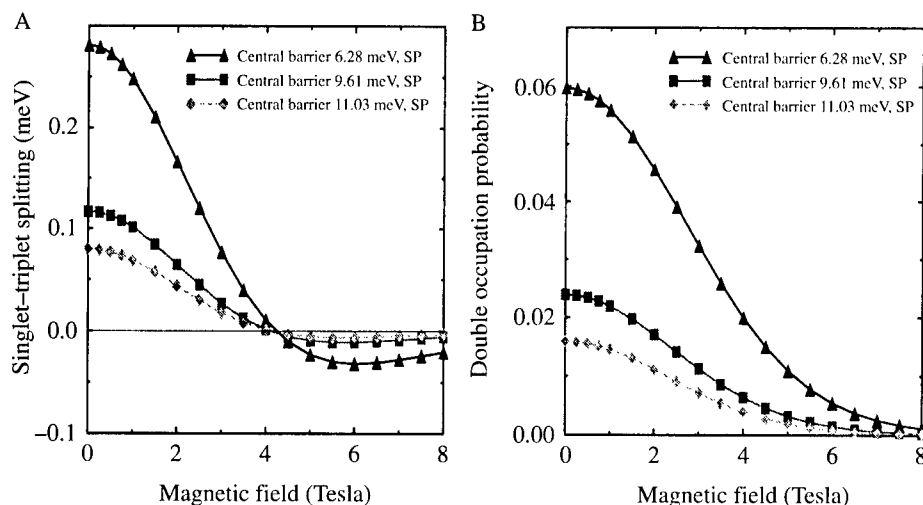 A
Central barrier 6.28 meV, SP
Central barrier 9.61 meV, SP
Central barrier 11.03 meV, SP
Singlet–triplet splitting (meV)
0.2
0.1
0.0
–0.1
0
2
4
6
8
Magnetic field (Tesla)
B
Central barrier 6.28 meV, SP
Central barrier 9.61 meV, SP
Central barrier 11.03 meV, SP
Double occupation probability
0.06
0.04
0.02
0.00
0
2
4
6
8
Magnetic field (Tesla)